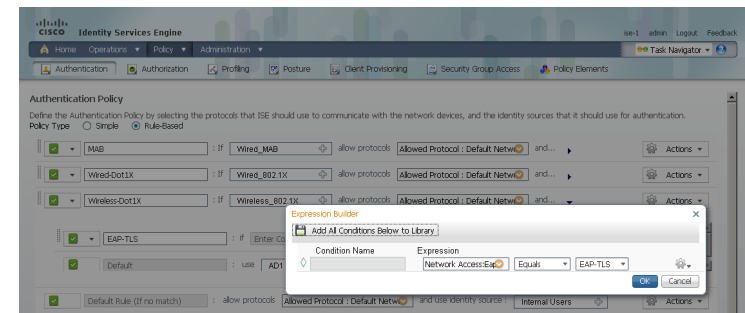 cisco Identity Services Engine
ise-1 admin Logout Feedback
Home Operations Policy Administration
Task Navigator
Authentication Authorization Profiling Posture Client Provisioning Security Group Access Policy Elements
Authentication Policy
Define the Authentication Policy by selecting the protocols that ISE should use to communicate with the network devices, and the identity sources that it should use for authentication.
Policy Type Simple Rule-Based
MAB : If Wired_MAB allow protocols Allowed Protocol : Default Netw and... Actions
Wired-Dot1X : If Wired_802.1X allow protocols Allowed Protocol : Default Netw and... Actions
Wireless-Dot1X : If Wireless_802.1X allow protocols Allowed Protocol : Default Netw and... Actions
Expression Builder
Add All Conditions Below to Library
Condition Name Expression
Network Access:Eap Equals EAP-TLS
OK Cancel
EAP-TLS : if Enter Co
Default : use AD1
Default Rule (If no match) : allow protocols Allowed Protocol : Default Netw and use identity source : Internal Users Actions